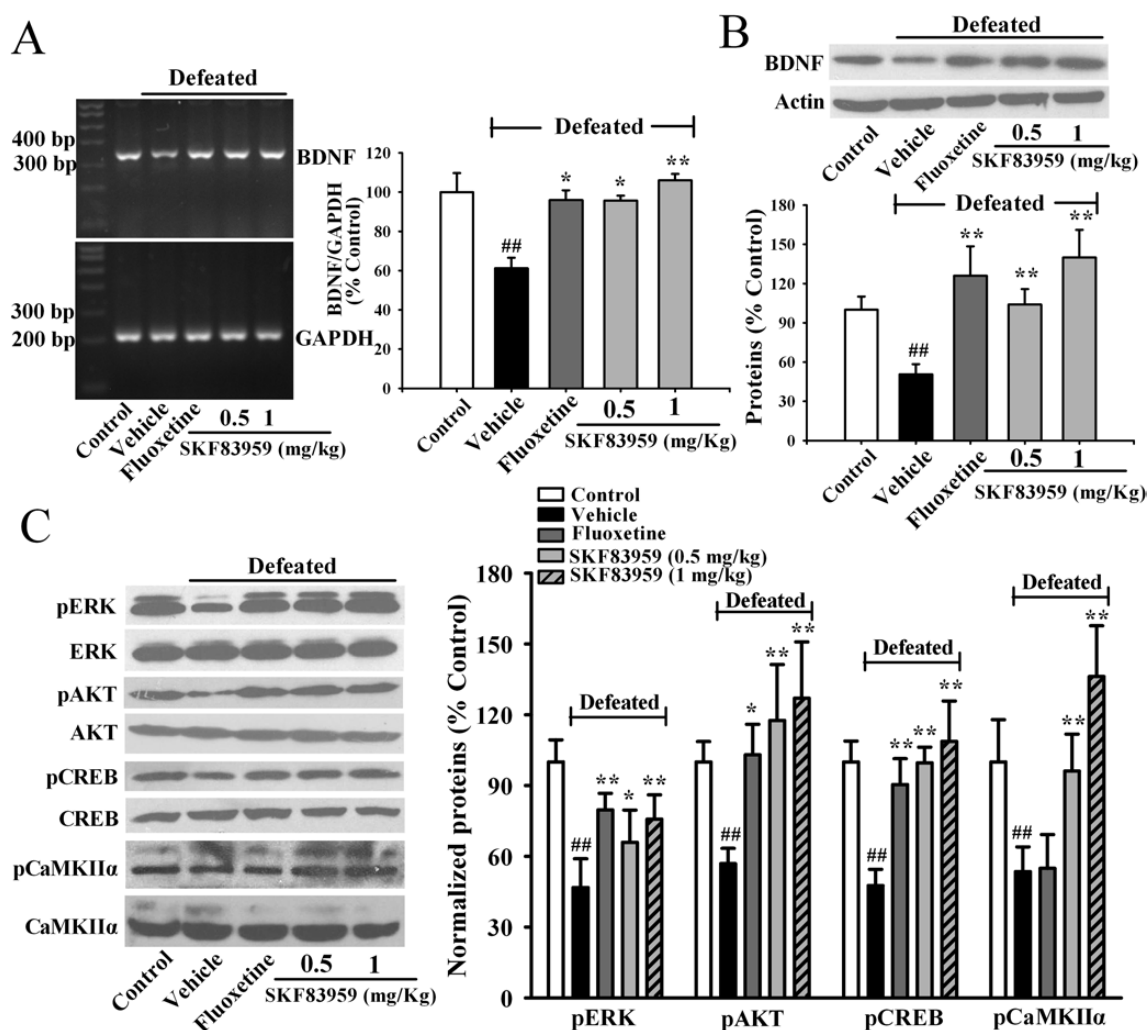 A
Defeated
400 bp
300 bp
BDNF
300 bp
200 bp
GAPDH
Control
Vehicle
Fluoxetine
0.5 1
SKF83959 (mg/kg)
Defeated
BDNF/GAPDH
(% Control)
120
100
80
60
40
20
0
##
*
*
**
Control
Vehicle
Fluoxetine
0.5 1
SKF83959 (mg/Kg)
B
Defeated
BDNF
Actin
Control
Vehicle
Fluoxetine
0.5 1
SKF83959 (mg/kg)
Defeated
Proteins (% Control)
180
150
120
90
60
30
0
##
**
**
**
Control
Vehicle
Fluoxetine
0.5 1
SKF83959 (mg/Kg)
C
Defeated
pERK
ERK
pAKT
AKT
pCREB
CREB
pCaMKIIα
CaMKIIα
Control
Vehicle
Fluoxetine
0.5 1
SKF83959 (mg/Kg)
Control
Vehicle
Fluoxetine
SKF83959 (0.5 mg/kg)
SKF83959 (1 mg/kg)
Normalized proteins (% Control)
180
150
120
90
60
30
0
Defeated
## ** * **
Defeated
## * ** **
Defeated
## ** ** **
Defeated
## ** **
pERK pAKT pCREB pCaMKIIα